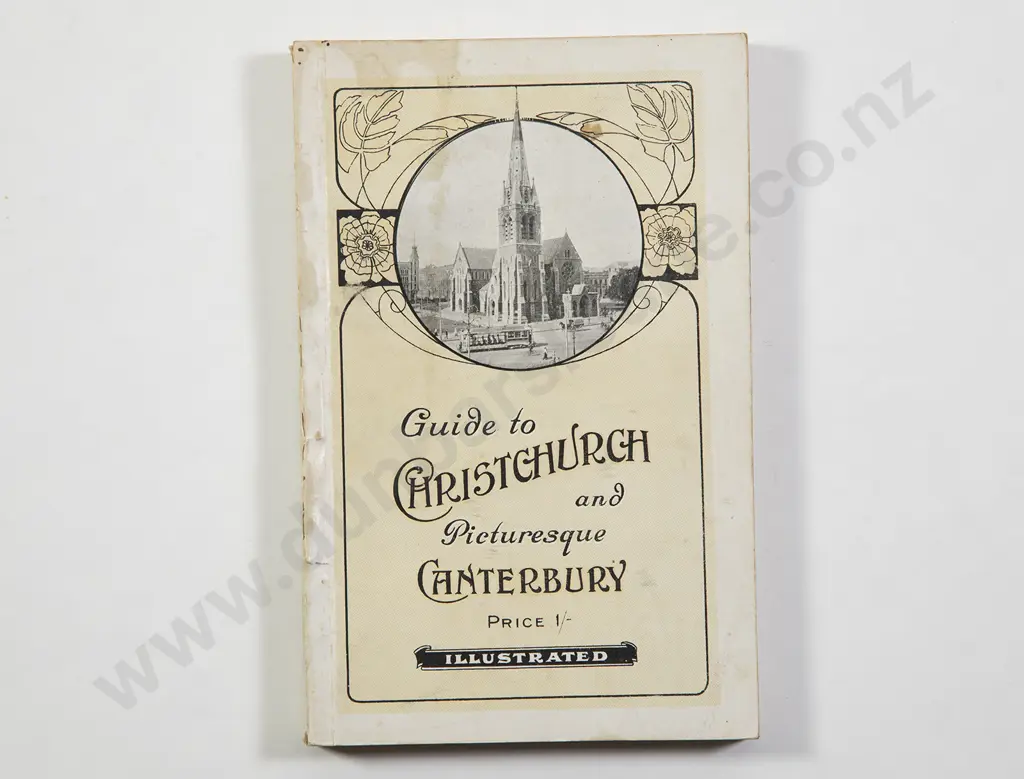 Guide to
CHRISTCHURCH
and
Picturesque
CANTERBURY
PRICE 1/-
ILLUSTRATED